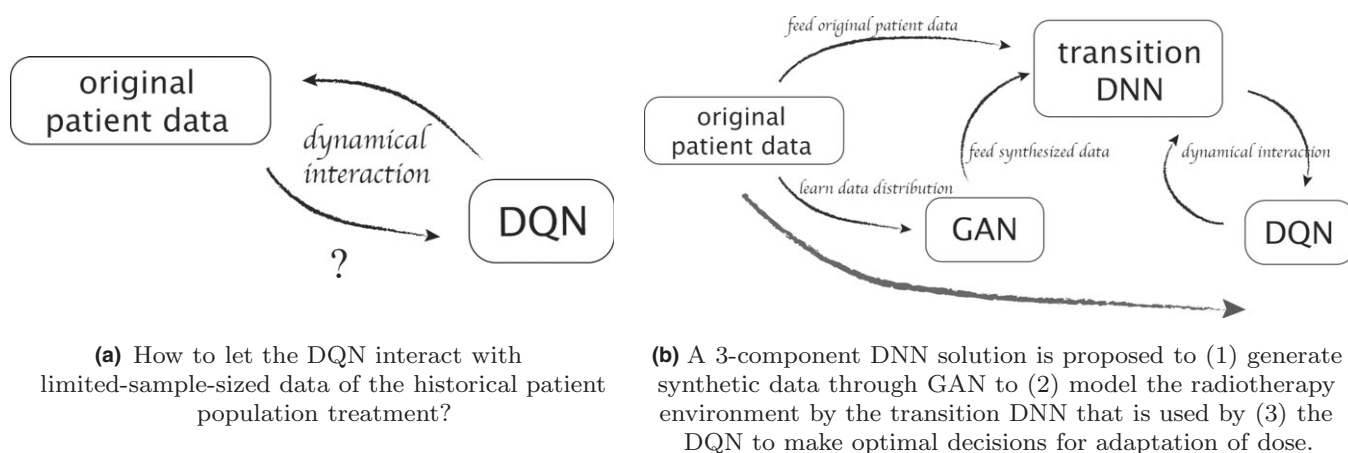 original
patient data
dynamical
interaction
DQN
?
(a) How to let the DQN interact with
limited-sample-sized data of the historical patient
population treatment?
feed original patient data
transition
DNN
original
patient data
feed synthesized data
dynamical interaction
learn data distribution
GAN
DQN
(b) A 3-component DNN solution is proposed to (1) generate
synthetic data through GAN to (2) model the radiotherapy
environment by the transition DNN that is used by (3) the
DQN to make optimal decisions for adaptation of dose.